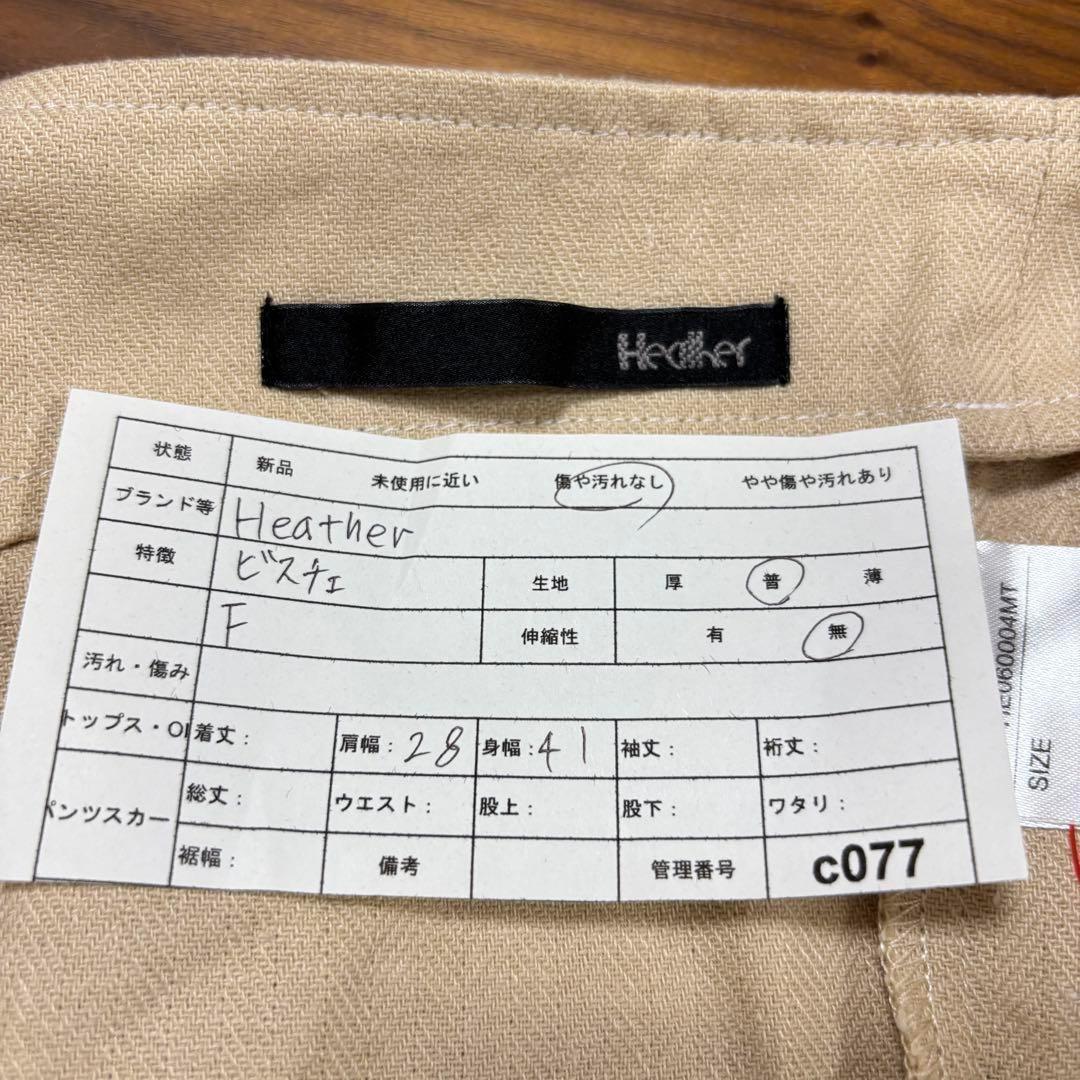 Heather
状態 新品 未使用に近い 傷や汚れなし やや傷や汚れあり
ブランド等 Heather
特徴 ビスチェ 生地 厚 普 薄
F 伸縮性 有 無
汚れ・傷み
トップス・O 着丈： 肩幅：28 身幅：41 袖丈： 裄丈：
パンツスカー 総丈： ウエスト： 股上： 股下： ワタリ：
裾幅： 備考 管理番号 c077
060004MT
SIZE